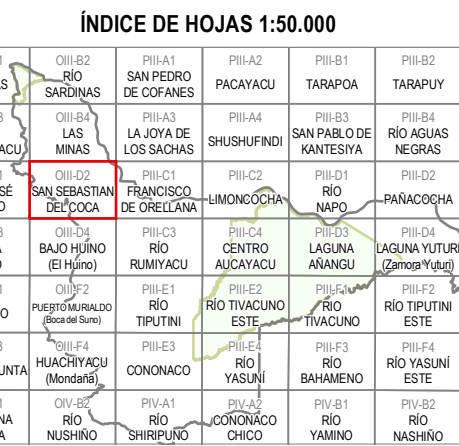 ÍNDICE DE HOJAS 1:50.000
OIII-B2 PIII-A1 PIII-A2 PIII-B1 PIII-B2
RÍO SARDINAS
SAN PEDRO DE COFANES
PACAYACU
TARAPOA
TARAPUY
OIII-B4 PIII-A3 PIII-A4 PIII-B3 PIII-B4
ACU
LAS MINAS
LA JOYA DE LOS SACHAS
SHUSHUFINDI
SAN PABLO DE KANTESIYA
RÍO AGUAS NEGRAS
OIII-D2 PIII-C1 PIII-C2 PIII-D1 PIII-D2
SÉ
SAN SEBASTIAN DEL COCA
FRANCISCO DE ORELLANA
LIMONCOCHA
RÍO NAPO
PAÑACOCHA
OIII-D4 PIII-C3 PIII-C4 PIII-D3 PIII-D4
BAJO HUINO (El Huino)
RÍO RUMIYACU
CENTRO AUCAYACU
LAGUNA AÑANGU
LAGUNA YUTURI (Zamora Yuturi)
OIII-F2 PIII-E1 PIII-E2 PIII-F1 PIII-F2
PUERTO MURIALDO (Boca del Suno)
RÍO TIPUTINI
RÍO TIVACUNO ESTE
RÍO TIVACUNO
RÍO TIPUTINI ESTE
OIII-F4 PIII-E3 PIII-E4 PIII-F3 PIII-F4
UNTA
HUACHIYACU (Mondaña)
CONONACO
RÍO YASUNÍ
RÍO BAHAMENO
RÍO YASUNÍ ESTE
OIV-B2 PIV-A1 PIV-A2 PIV-B1 PIV-B2
NA
RÍO NUSHIÑO
RÍO SHIRIPUNO
CONONACO CHICO
RÍO YAMINO
RÍO NASHIÑO